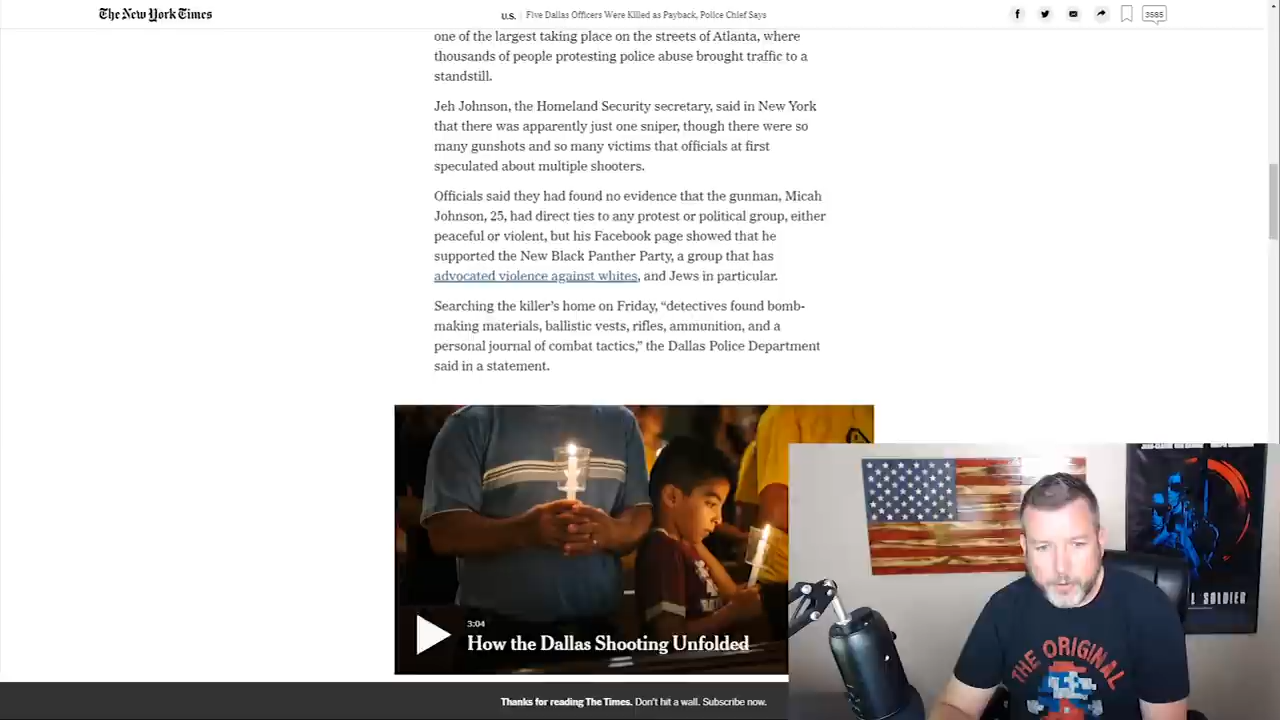 The New York Times
U.S. | Five Dallas Officers Were Killed as Payback, Police Chief Says
3585
one of the largest taking place on the streets of Atlanta, where
thousands of people protesting police abuse brought traffic to a
standstill.
Jeh Johnson, the Homeland Security secretary, said in New York
that there was apparently just one sniper, though there were so
many gunshots and so many victims that officials at first
speculated about multiple shooters.
Officials said they had found no evidence that the gunman, Micah
Johnson, 25, had direct ties to any protest or political group, either
peaceful or violent, but his Facebook page showed that he
supported the New Black Panther Party, a group that has
advocated violence against whites, and Jews in particular.
Searching the killer’s home on Friday, “detectives found bomb-
making materials, ballistic vests, rifles, ammunition, and a
personal journal of combat tactics,” the Dallas Police Department
said in a statement.
3:04
How the Dallas Shooting Unfolded
Thanks for reading The Times. Don't hit a wall. Subscribe now.
SOLDIER
THE ORIGINAL